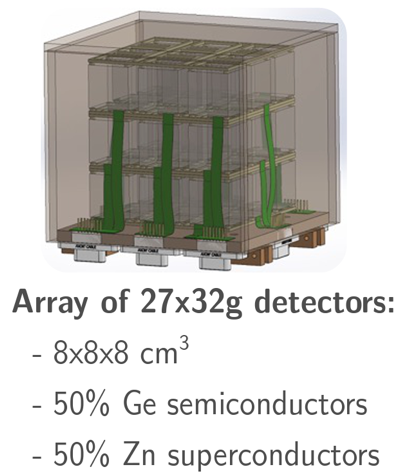 Array of 27x32g detectors:
- 8x8x8 cm³
- 50% Ge semiconductors
- 50% Zn superconductors